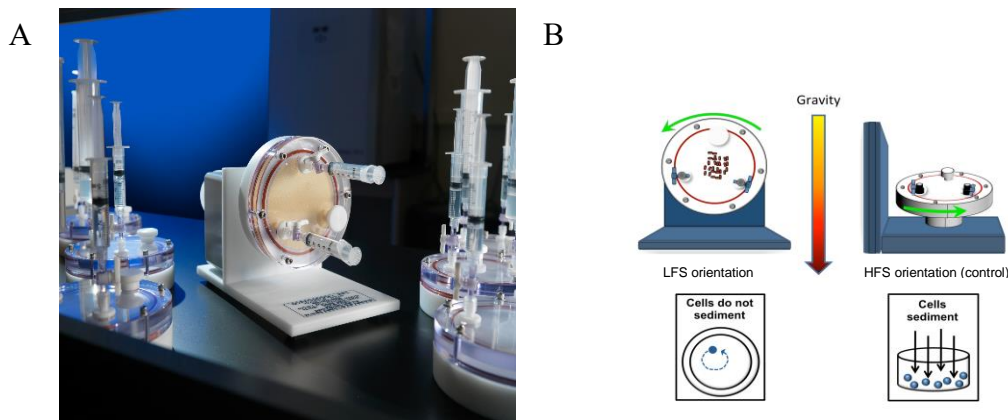 A
B
Gravity
LFS orientation
HFS orientation (control)
Cells do not
sediment
Cells
sediment